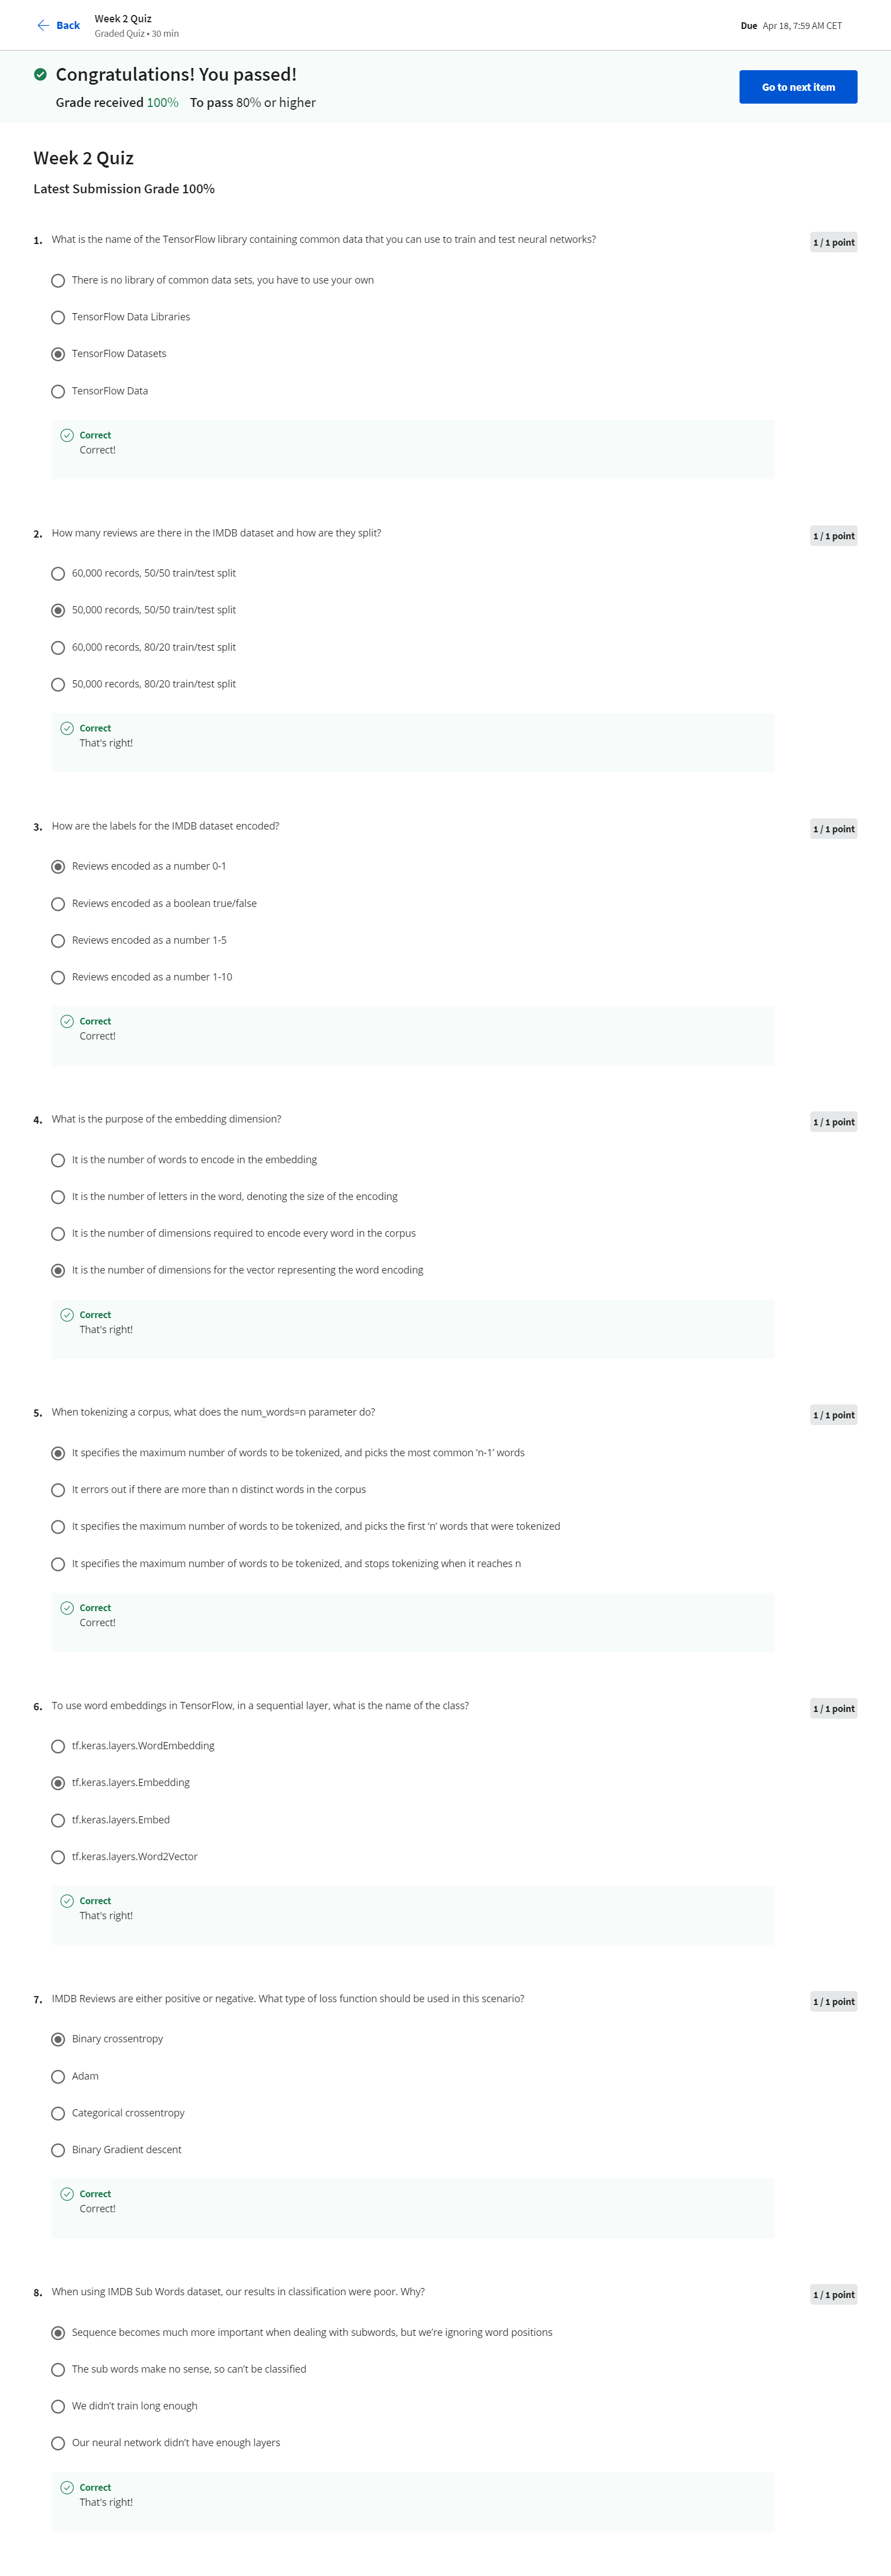 Back
Week 2 Quiz
Graded Quiz • 30 min
Due Apr 18, 7:59 AM CET
Congratulations! You passed!
Grade received 100% To pass 80% or higher
Go to next item
Week 2 Quiz
Latest Submission Grade 100%
1. What is the name of the TensorFlow library containing common data that you can use to train and test neural networks?
1 / 1 point
There is no library of common data sets, you have to use your own
TensorFlow Data Libraries
TensorFlow Datasets
TensorFlow Data
Correct
Correct!
2. How many reviews are there in the IMDB dataset and how are they split?
1 / 1 point
60,000 records, 50/50 train/test split
50,000 records, 50/50 train/test split
60,000 records, 80/20 train/test split
50,000 records, 80/20 train/test split
Correct
That's right!
3. How are the labels for the IMDB dataset encoded?
1 / 1 point
Reviews encoded as a number 0-1
Reviews encoded as a boolean true/false
Reviews encoded as a number 1-5
Reviews encoded as a number 1-10
Correct
Correct!
4. What is the purpose of the embedding dimension?
1 / 1 point
It is the number of words to encode in the embedding
It is the number of letters in the word, denoting the size of the encoding
It is the number of dimensions required to encode every word in the corpus
It is the number of dimensions for the vector representing the word encoding
Correct
That's right!
5. When tokenizing a corpus, what does the num_words=n parameter do?
1 / 1 point
It specifies the maximum number of words to be tokenized, and picks the most common ‘n-1’ words
It errors out if there are more than n distinct words in the corpus
It specifies the maximum number of words to be tokenized, and picks the first ‘n’ words that were tokenized
It specifies the maximum number of words to be tokenized, and stops tokenizing when it reaches n
Correct
Correct!
6. To use word embeddings in TensorFlow, in a sequential layer, what is the name of the class?
1 / 1 point
tf.keras.layers.WordEmbedding
tf.keras.layers.Embedding
tf.keras.layers.Embed
tf.keras.layers.Word2Vector
Correct
That's right!
7. IMDB Reviews are either positive or negative. What type of loss function should be used in this scenario?
1 / 1 point
Binary crossentropy
Adam
Categorical crossentropy
Binary Gradient descent
Correct
Correct!
8. When using IMDB Sub Words dataset, our results in classification were poor. Why?
1 / 1 point
Sequence becomes much more important when dealing with subwords, but we’re ignoring word positions
The sub words make no sense, so can’t be classified
We didn’t train long enough
Our neural network didn’t have enough layers
Correct
That's right!